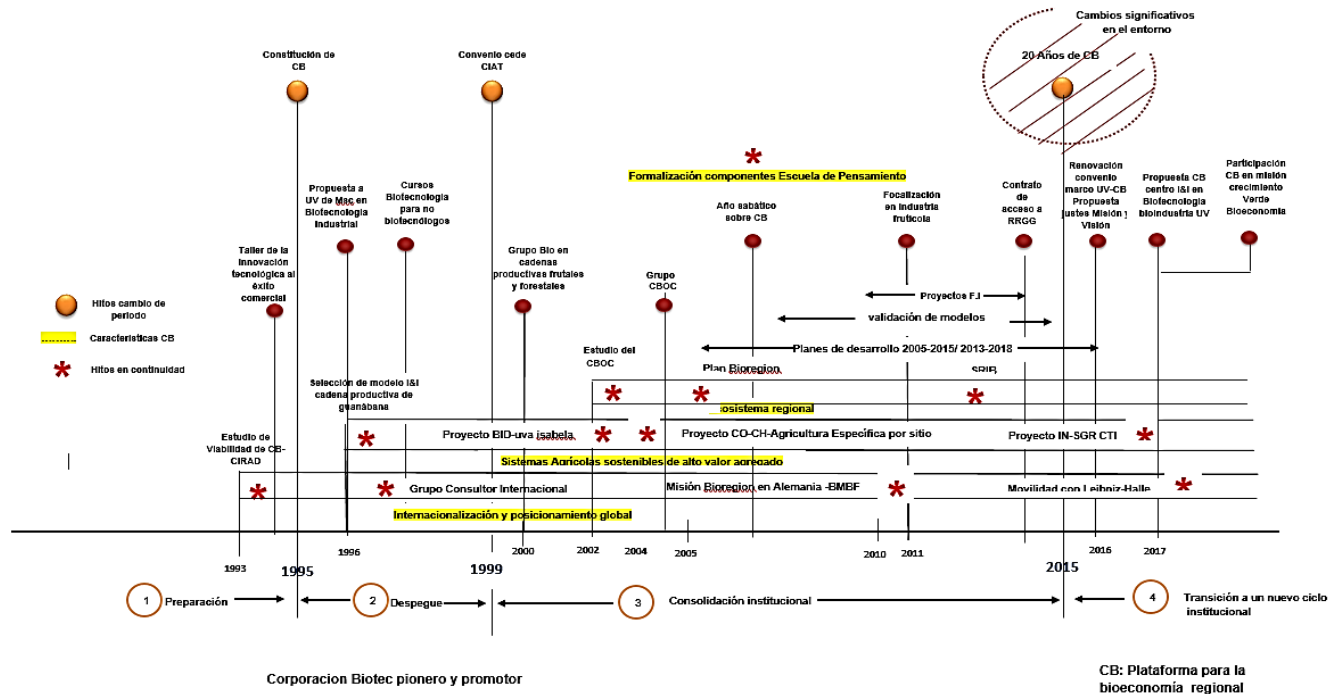 Cambios significativos
en el entorno
20 Años de CB
Constitución de
CB
Convenio cede
CIAT
Formalización componentes Escuela de Pensamiento
Taller de la
innovación
tecnológica al
éxito
comercial
Propuesta a
UV de Msc en
Biotecnología
Industrial
Cursos
Biotecnología
para no
biotecnólogos
Grupo Bio en
cadenas
productivas frutales
y forestales
Grupo
CBOC
Año sabático
sobre CB
Focalización
en industria
frutícola
Contrato
de
acceso a
RRGG
Renovación
convenio
marco UV-CB
Propuesta
justes Misión y
Visión
Propuesta CB
centro I&I en
Biotecnología
bioindustria UV
Participación
CB en misión
crecimiento
Verde
Bioeconomía
Hitos cambio de
periodo
Características CB
Hitos en continuidad
Proyectos F.I
validación de modelos
Planes de desarrollo 2005-2015/ 2013-2018
Estudio del
CBOC
Plan Bioregion
SRIB
cosistema regional
Selección de modelo I&I
cadena productiva de
guanábana
Proyecto BID-uva isabela
Proyecto CO-CH-Agricultura Específica por sitio
Proyecto IN-SGR CTI
Sistemas Agrícolas sostenibles de alto valor agregado
Estudio de
Viabilidad de CB-
CIRAD
Grupo Consultor Internacional
Misión Bioregion en Alemania -BMBF
Movilidad con Leibniz-Halle
Internacionalización y posicionamiento global
1993
1995
1996
1999
2000
2002
2004
2005
2010
2011
2015
2016
2017
1 Preparación
2 Despegue
3 Consolidación institucional
4 Transición a un nuevo ciclo
institucional
Corporacion Biotec pionero y promotor
CB: Plataforma para la
bioeconomía regional